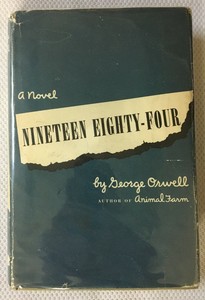 a Novel
NINETEEN EIGHTY-FOUR
by George Orwell
AUTHOR OF Animal Farm